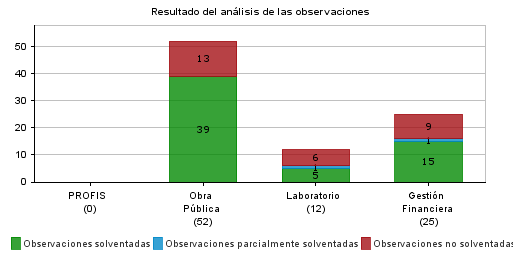 Resultado del análisis de las observaciones
50
40
30
20
10
0
13
39
6
1
5
9
1
15
PROFIS
(0)
Obra
Pública
(52)
Laboratorio
(12)
Gestión
Financiera
(25)
Observaciones solventadas
Observaciones parcialmente solventadas
Observaciones no solventadas